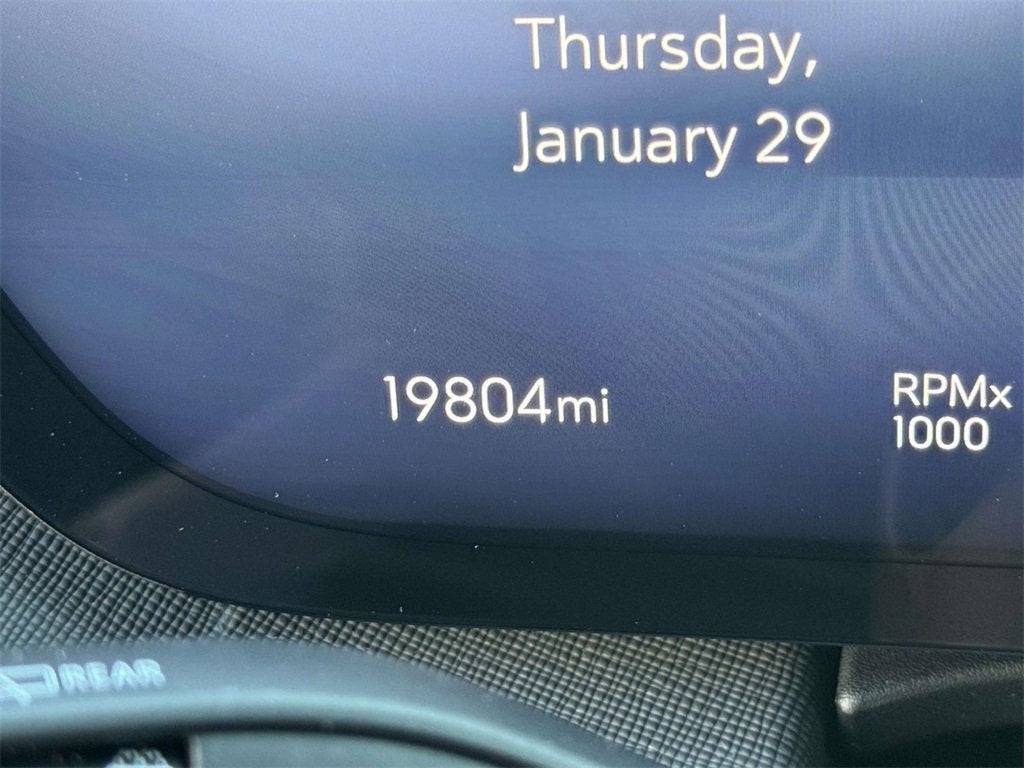 Thursday,
January 29
19804mi
RPMx
1000
REAR